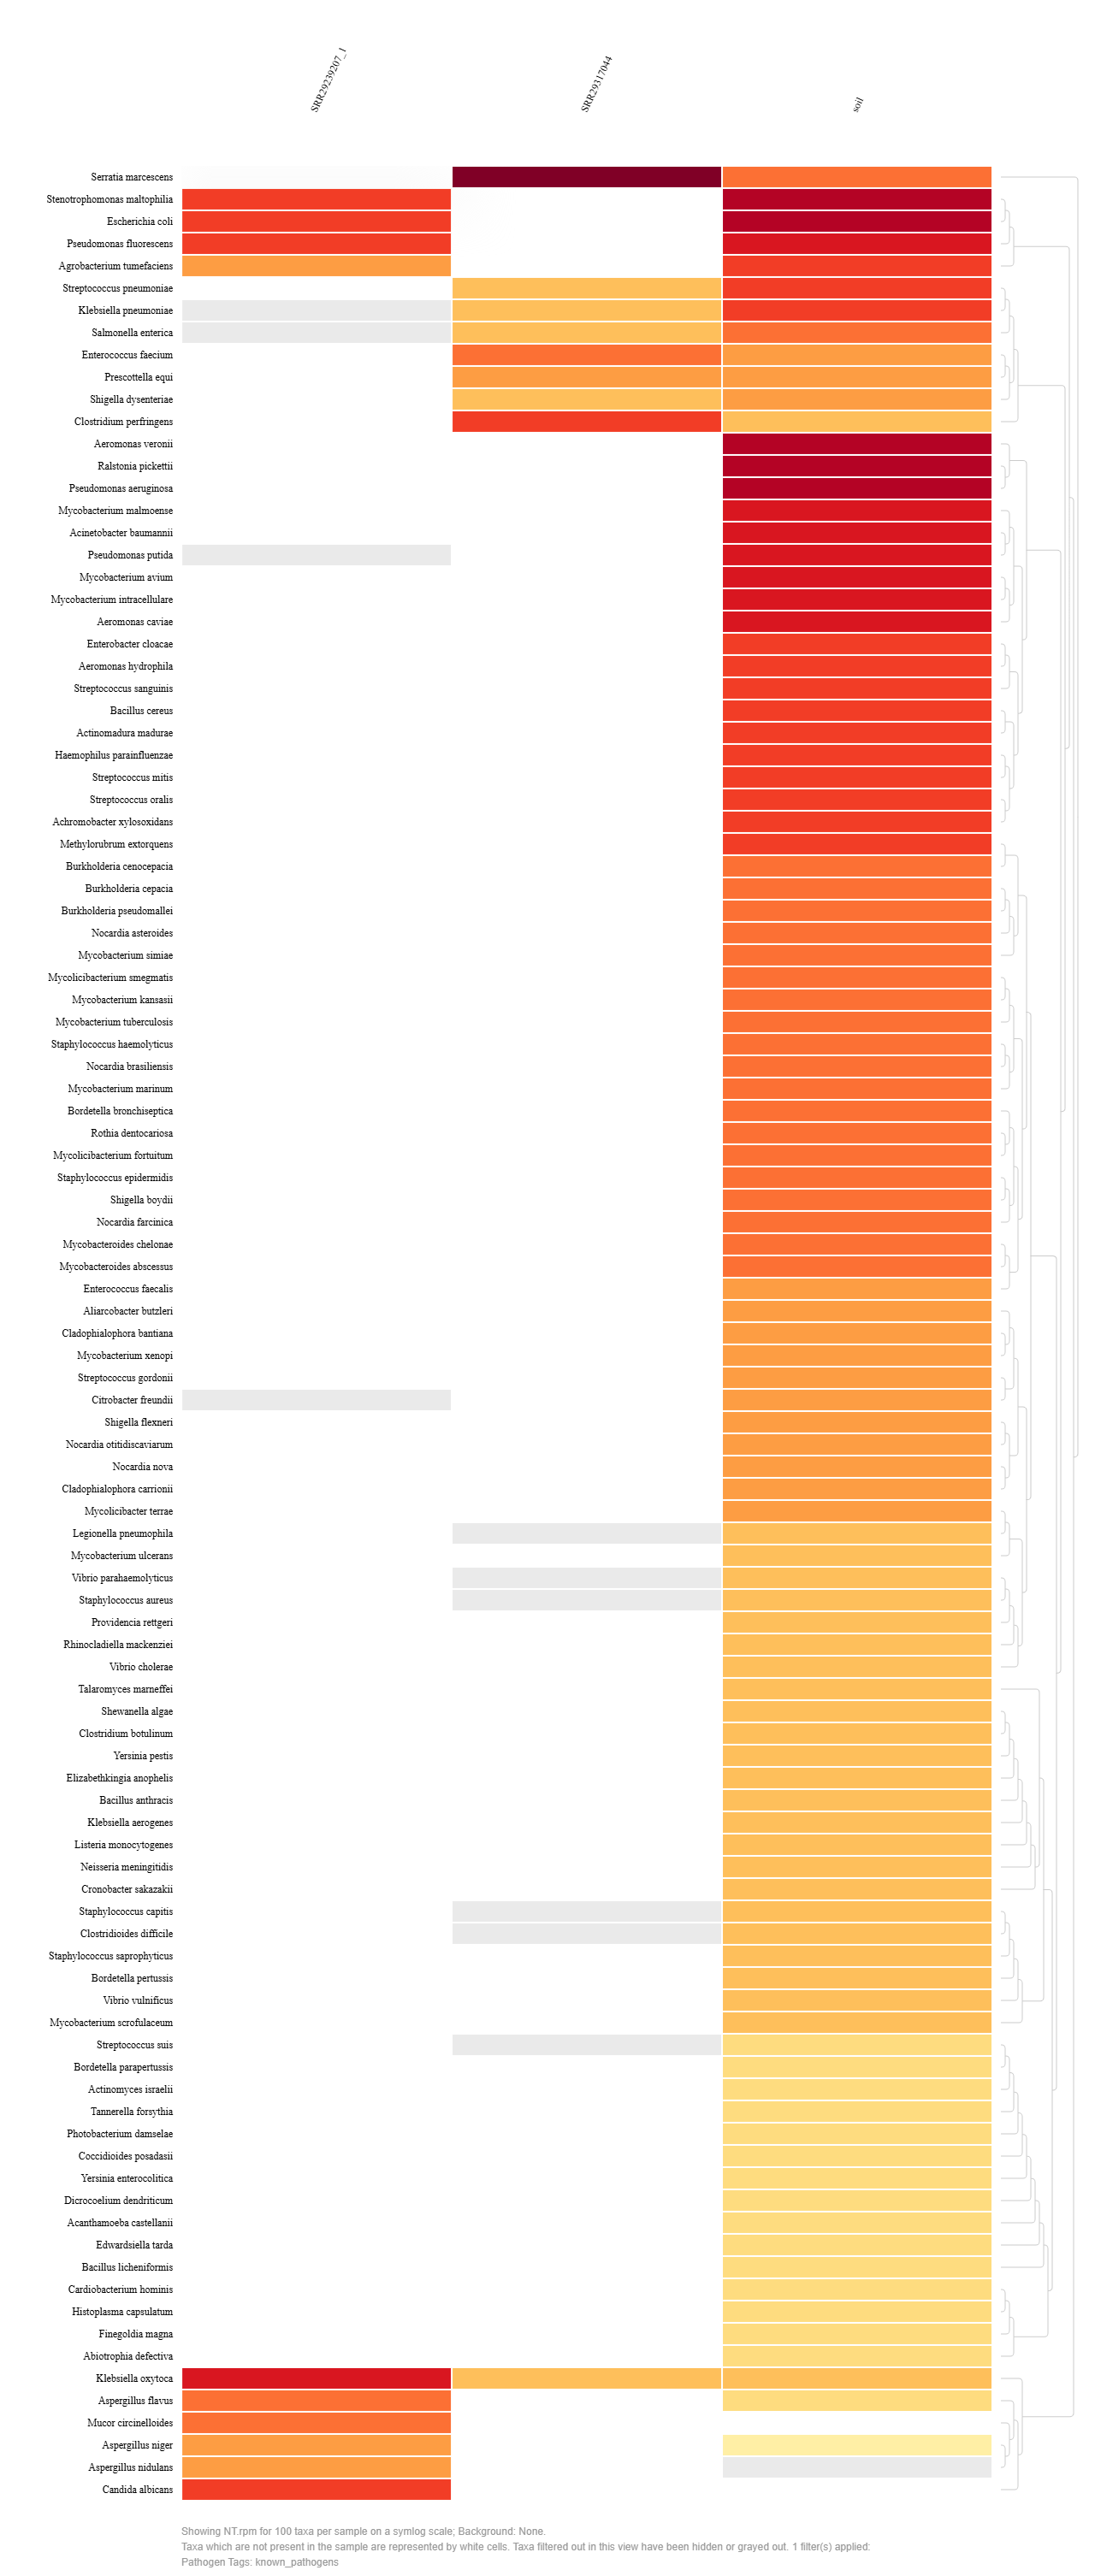 SRR29239207_1
SRR29317044
soil
Serratia marcescens
Stenotrophomonas maltophilia
Escherichia coli
Pseudomonas fluorescens
Agrobacterium tumefaciens
Streptococcus pneumoniae
Klebsiella pneumoniae
Salmonella enterica
Enterococcus faecium
Prescottella equi
Shigella dysenteriae
Clostridium perfringens
Aeromonas veronii
Ralstonia pickettii
Pseudomonas aeruginosa
Mycobacterium malmoense
Acinetobacter baumannii
Pseudomonas putida
Mycobacterium avium
Mycobacterium intracellulare
Aeromonas caviae
Enterobacter cloacae
Aeromonas hydrophila
Streptococcus sanguinis
Bacillus cereus
Actinomadura madurae
Haemophilus parainfluenzae
Streptococcus mitis
Streptococcus oralis
Achromobacter xylosoxidans
Methylorubrum extorquens
Burkholderia cenocepacia
Burkholderia cepacia
Burkholderia pseudomallei
Nocardia asteroides
Mycobacterium simiae
Mycolicibacterium smegmatis
Mycobacterium kansasii
Mycobacterium tuberculosis
Staphylococcus haemolyticus
Nocardia brasiliensis
Mycobacterium marinum
Bordetella bronchiseptica
Rothia dentocariosa
Mycolicibacterium fortuitum
Staphylococcus epidermidis
Shigella boydii
Nocardia farcinica
Mycobacteroides chelonae
Mycobacteroides abscessus
Enterococcus faecalis
Aliarcobacter butzleri
Cladophialophora bantiana
Mycobacterium xenopi
Streptococcus gordonii
Citrobacter freundii
Shigella flexneri
Nocardia otitidiscaviarum
Nocardia nova
Cladophialophora carrionii
Mycolicibacter terrae
Legionella pneumophila
Mycobacterium ulcerans
Vibrio parahaemolyticus
Staphylococcus aureus
Providencia rettgeri
Rhinocladiella mackenziei
Vibrio cholerae
Talaromyces marneffei
Shewanella algae
Clostridium botulinum
Yersinia pestis
Elizabethkingia anophelis
Bacillus anthracis
Klebsiella aerogenes
Listeria monocytogenes
Neisseria meningitidis
Cronobacter sakazakii
Staphylococcus capitis
Clostridioides difficile
Staphylococcus saprophyticus
Bordetella pertussis
Vibrio vulnificus
Mycobacterium scrofulaceum
Streptococcus suis
Bordetella parapertussis
Actinomyces israelii
Tannerella forsythia
Photobacterium damselae
Coccidioides posadasii
Yersinia enterocolitica
Dicrocoelium dendriticum
Acanthamoeba castellanii
Edwardsiella tarda
Bacillus licheniformis
Cardiobacterium hominis
Histoplasma capsulatum
Finegoldia magna
Abiotrophia defectiva
Klebsiella oxytoca
Aspergillus flavus
Mucor circinelloides
Aspergillus niger
Aspergillus nidulans
Candida albicans
Showing NT.rpm for 100 taxa per sample on a symlog scale; Background: None.
Taxa which are not present in the sample are represented by white cells. Taxa filtered out in this view have been hidden or grayed out. 1 filter(s) applied:
Pathogen Tags: known_pathogens